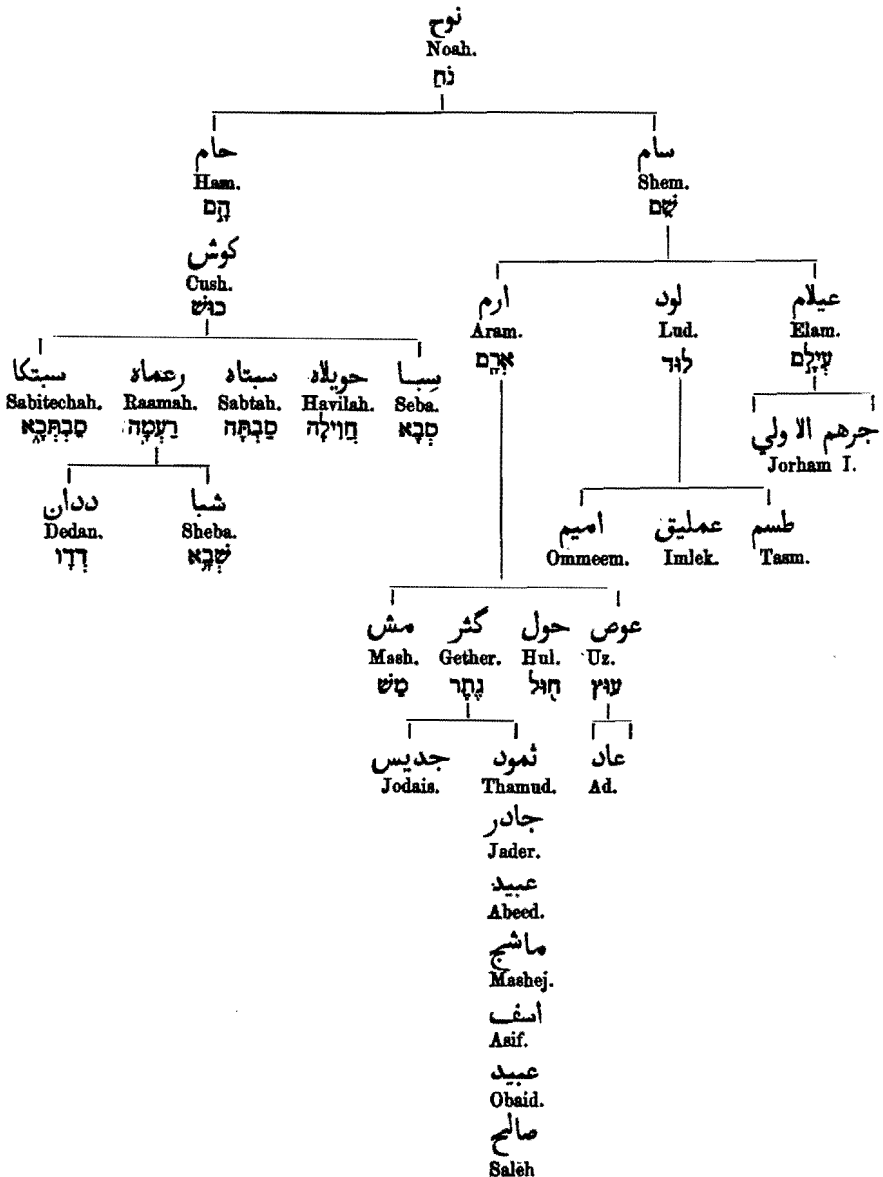 نوح
Noah.
נֹחַ
حام
Ham.
הָם
سام
Shem.
שֵׁם
كوش
Cush.
כּוּשׁ
ارم
Aram.
אֲרָם
لود
Lud.
לוּד
عيلام
Elam.
עֵילָם
سبتكا رعماه سبتاه حويلاه سِبا
Sabitechah. Raamah. Sabtah. Havilah. Seba.
סַבְתְּכָא רַעְמָה סַבְתָּה חֲוִילָה סְבָא
جرهم الاولي
Jorham I.
ددان شبا
Dedan. Sheba.
דְּדָו שְׁבָא
اميم عمليق طسم
Ommeem. Imlek. Tasm.
مش گثر حول عوص
Mash. Gether. Hul. Uz.
מַשׁ גֶּתֶר חוּל עוּץ
جديس ثمود عاد
Jodais. Thamud. Ad.
جادر
Jader.
عبيد
Abeed.
ماشج
Mashej.
اسف
Asif.
عبيد
Obaid.
صالح
Salēh